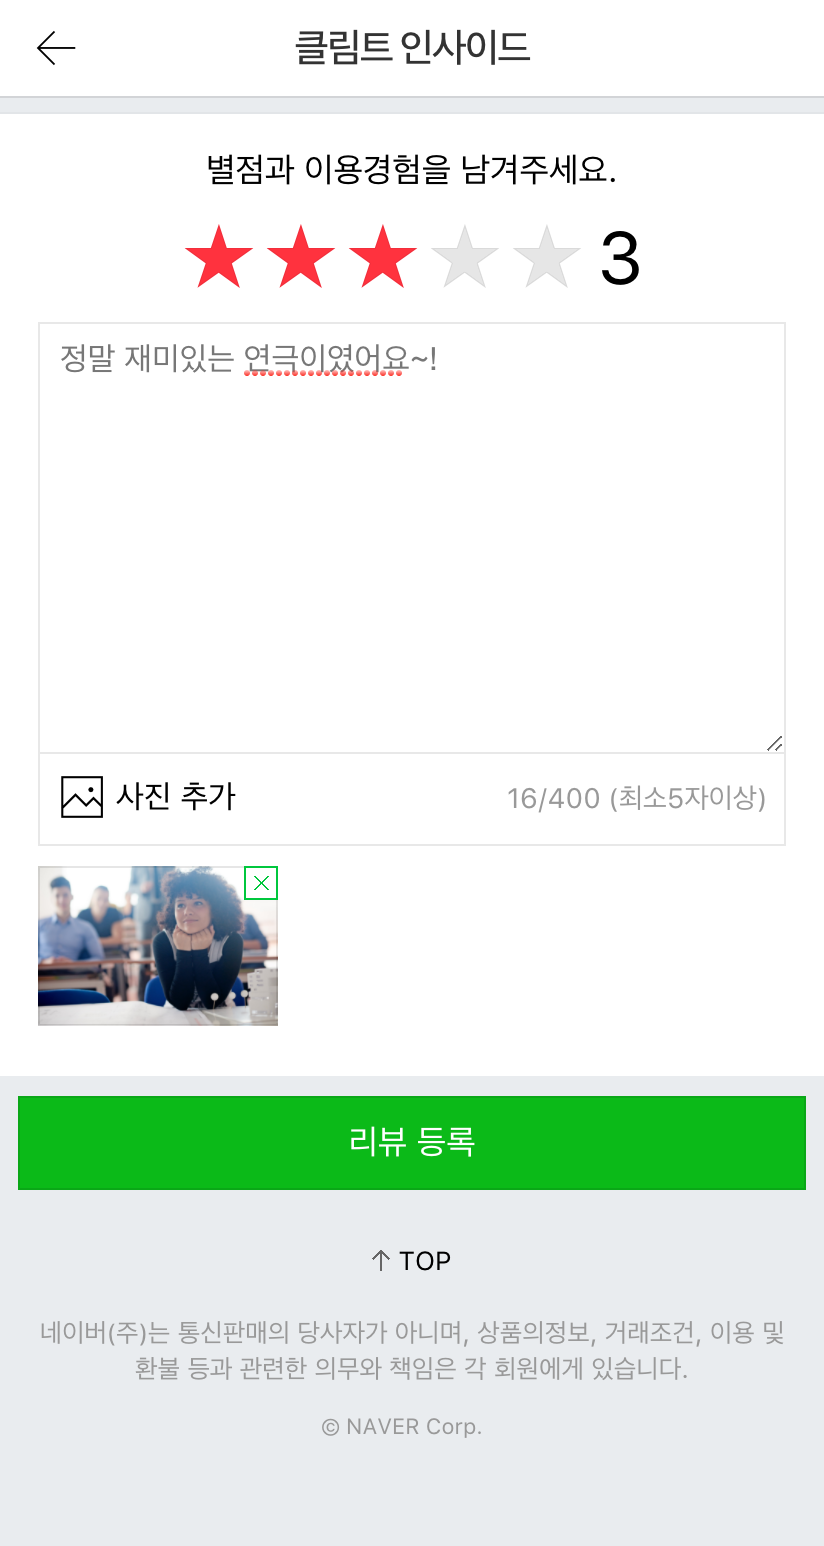 클림트 인사이드
별점과 이용경험을 남겨주세요.
3
정말 재미있는 연극이였어요~!
사진 추가
16/400 (최소5자이상)
리뷰 등록
TOP
네이버(주)는 통신판매의 당사자가 아니며, 상품의정보, 거래조건, 이용 및
환불 등과 관련한 의무와 책임은 각 회원에게 있습니다.
© NAVER Corp.